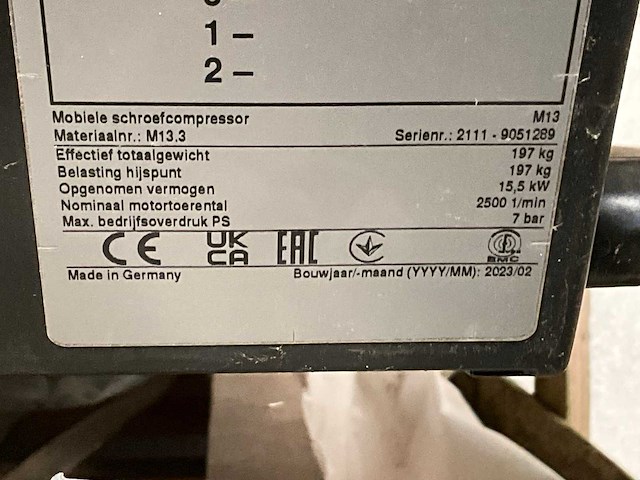 1 –
2 –
Mobiele schroefcompressor M13
Materiaalnr.: M13.3 Serienr.: 2111 - 9051289
Effectief totaalgewicht 197 kg
Belasting hijspunt 197 kg
Opgenomen vermogen 15,5 kW
Nominaal motortoerental 2500 1/min
Max. bedrijfsoverdruk PS 7 bar
CE UK CA EAC BMC
Made in Germany Bouwjaar/-maand (YYYY/MM): 2023/02